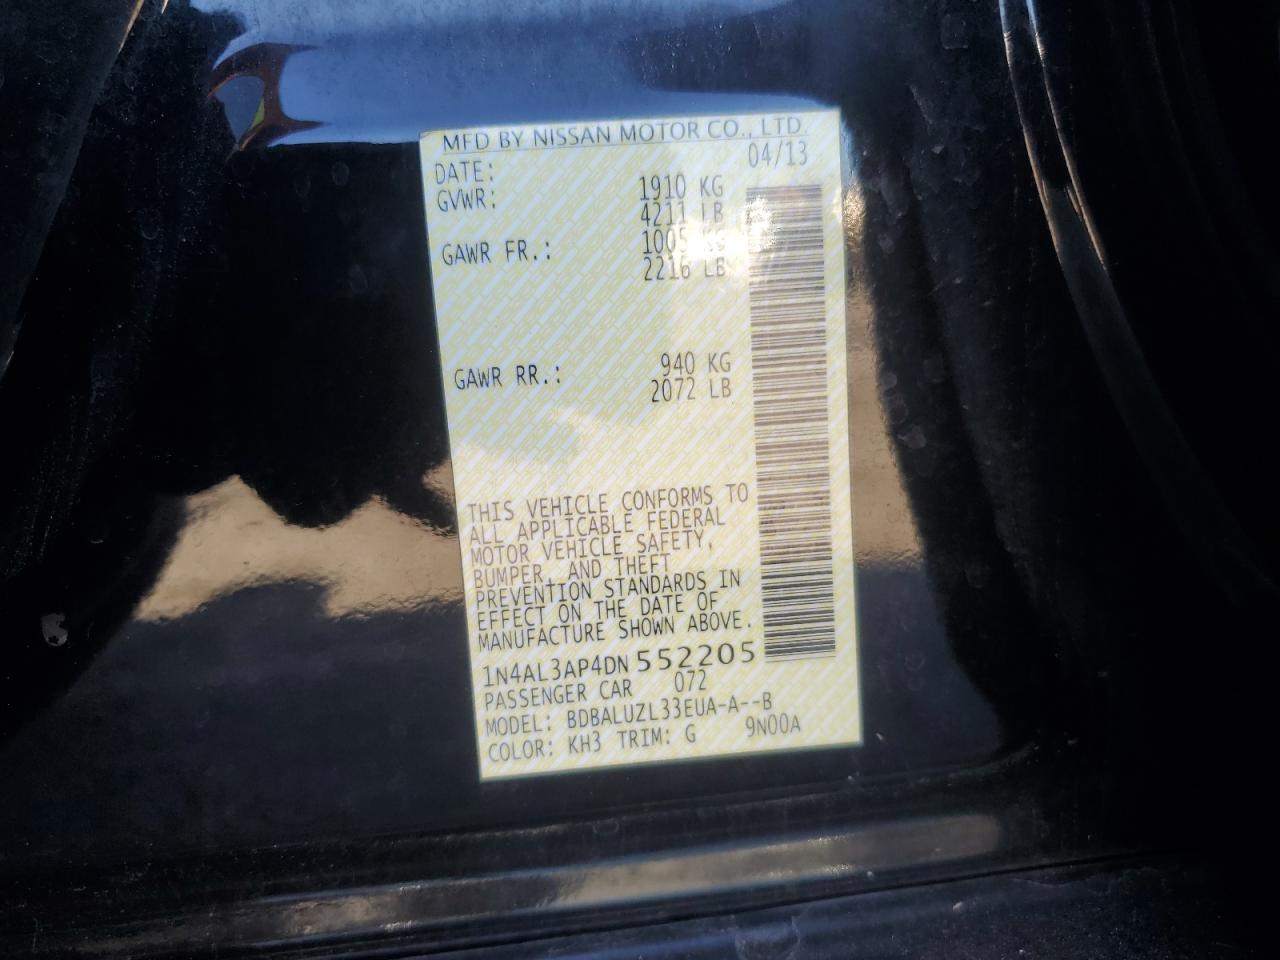 MFD BY NISSAN MOTOR CO., LTD.
DATE: 04/13
GVWR: 1910 KG
4211 LB
GAWR FR.: 1005 KG
2216 LB
GAWR RR.: 940 KG
2072 LB
THIS VEHICLE CONFORMS TO
ALL APPLICABLE FEDERAL
MOTOR VEHICLE SAFETY,
BUMPER, AND THEFT
PREVENTION STANDARDS IN
EFFECT ON THE DATE OF
MANUFACTURE SHOWN ABOVE.
1N4AL3AP4DN552205
PASSENGER CAR 072
MODEL: BDBALUZL33EUA-A--B
COLOR: KH3 TRIM: G 9N00A